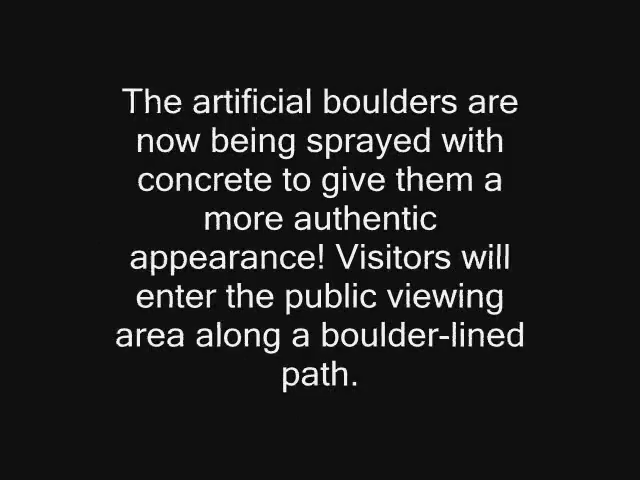 The artificial boulders are
now being sprayed with
concrete to give them a
more authentic
appearance! Visitors will
enter the public viewing
area along a boulder-lined
path.